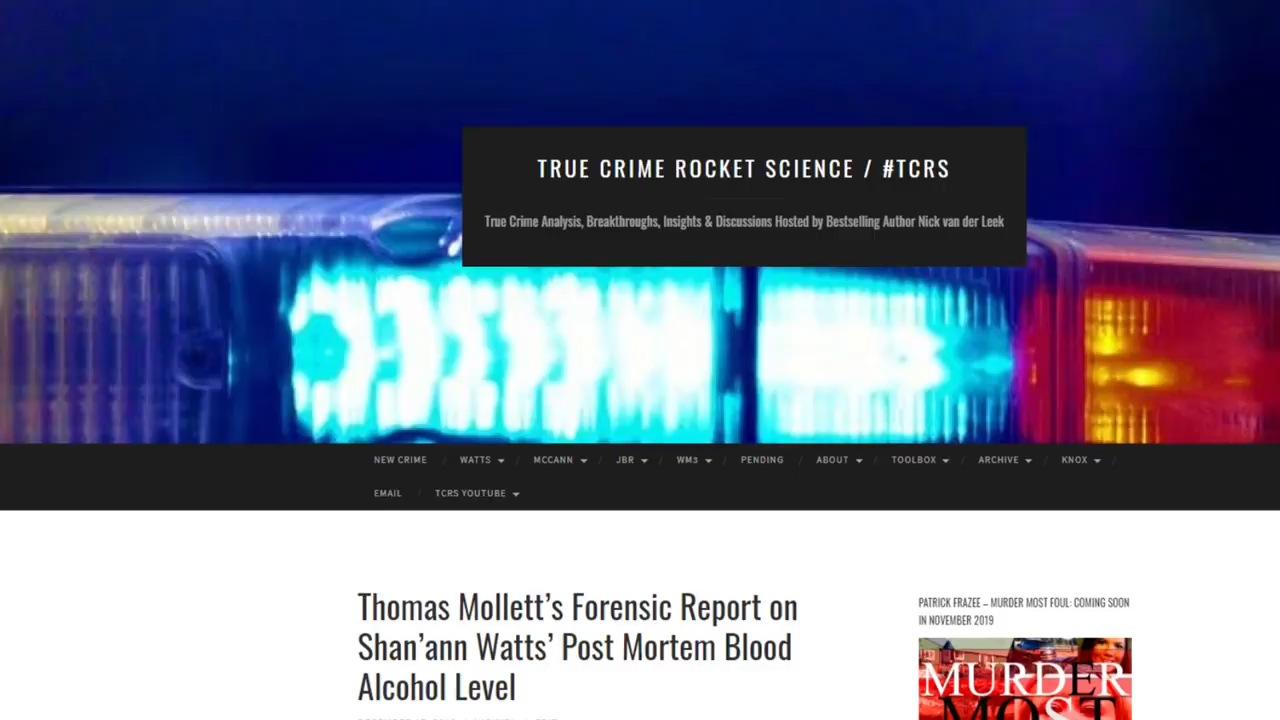 TRUE CRIME ROCKET SCIENCE / #TCRS
True Crime Analysis, Breakthroughs, Insights & Discussions Hosted by Bestselling Author Nick van der Leek
NEW CRIME / WATTS / MCCANN / JBR / WM3 / PENDING / ABOUT / TOOLBOX / ARCHIVE / KNOX /
EMAIL / TCRS YOUTUBE
Thomas Mollett’s Forensic Report on
Shan’ann Watts’ Post Mortem Blood
Alcohol Level
PATRICK FRAZEE – MURDER MOST FOUL: COMING SOON
IN NOVEMBER 2019
MURDER
MOST